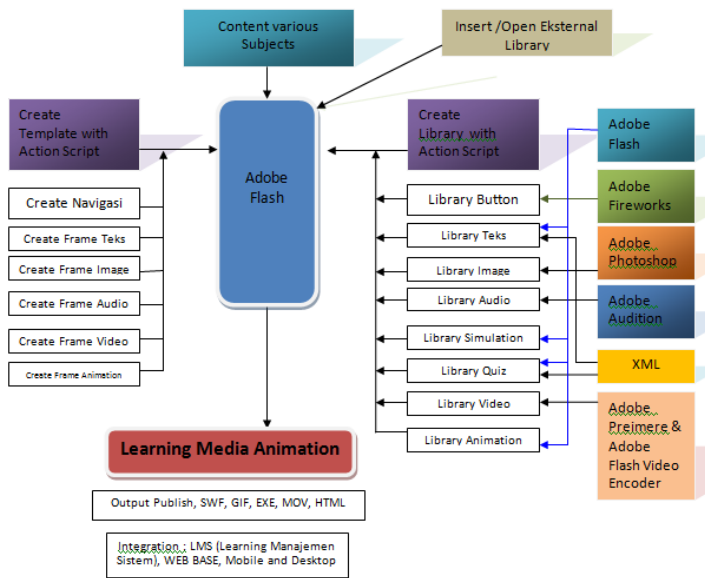 Content various
Subjects
Insert /Open Eksternal
Library
Create
Template with
Action Script
Adobe
Flash
Create
Library with
Action Script
Adobe
Flash
Create Navigasi
Create Frame Teks
Create Frame Image
Create Frame Audio
Create Frame Video
Create Frame Animation
Library Button
Library Teks
Library Image
Library Audio
Library Simulation
Library Quiz
Library Video
Library Animation
Adobe
Fireworks
Adobe
Photoshop
Adobe
Audition
XML
Adobe
Preimere &
Adobe
Flash Video
Encoder
Learning Media Animation
Output Publish, SWF, GIF, EXE, MOV, HTML
Integration ; LMS (Learning Manajemen
Sistem), WEB BASE, Mobile and Desktop